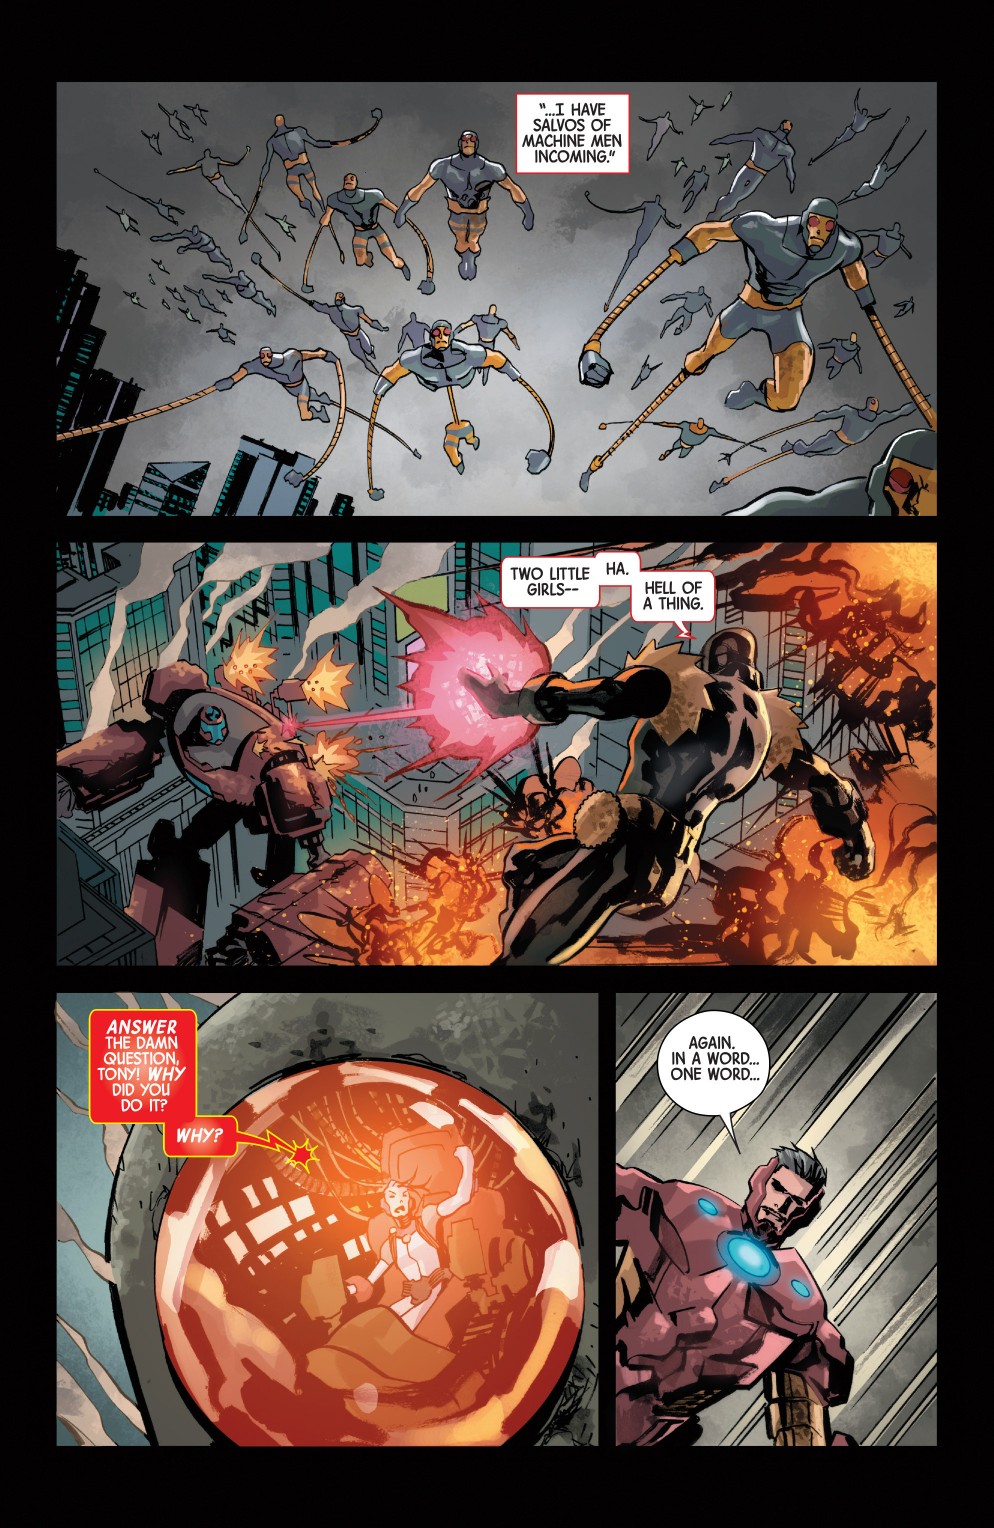 “...I HAVE
SALVOS OF
MACHINE MEN
INCOMING.”
TWO LITTLE
GIRLS--
HA.
HELL OF
A THING.
ANSWER
THE DAMN
QUESTION,
TONY! WHY
DID YOU
DO IT?
WHY?
AGAIN.
IN A WORD...
ONE WORD...